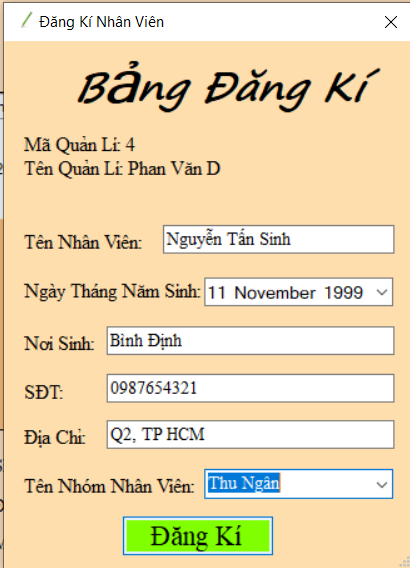 Đăng Kí Nhân Viên
Bảng Đăng Kí
Mã Quản Lí: 4
Tên Quản Lí: Phan Văn D
Tên Nhân Viên: Nguyễn Tấn Sinh
Ngày Tháng Năm Sinh: 11 November 1999
Nơi Sinh: Bình Định
SĐT: 0987654321
Địa Chỉ: Q2, TP HCM
Tên Nhóm Nhân Viên: Thu Ngân
Đăng Kí